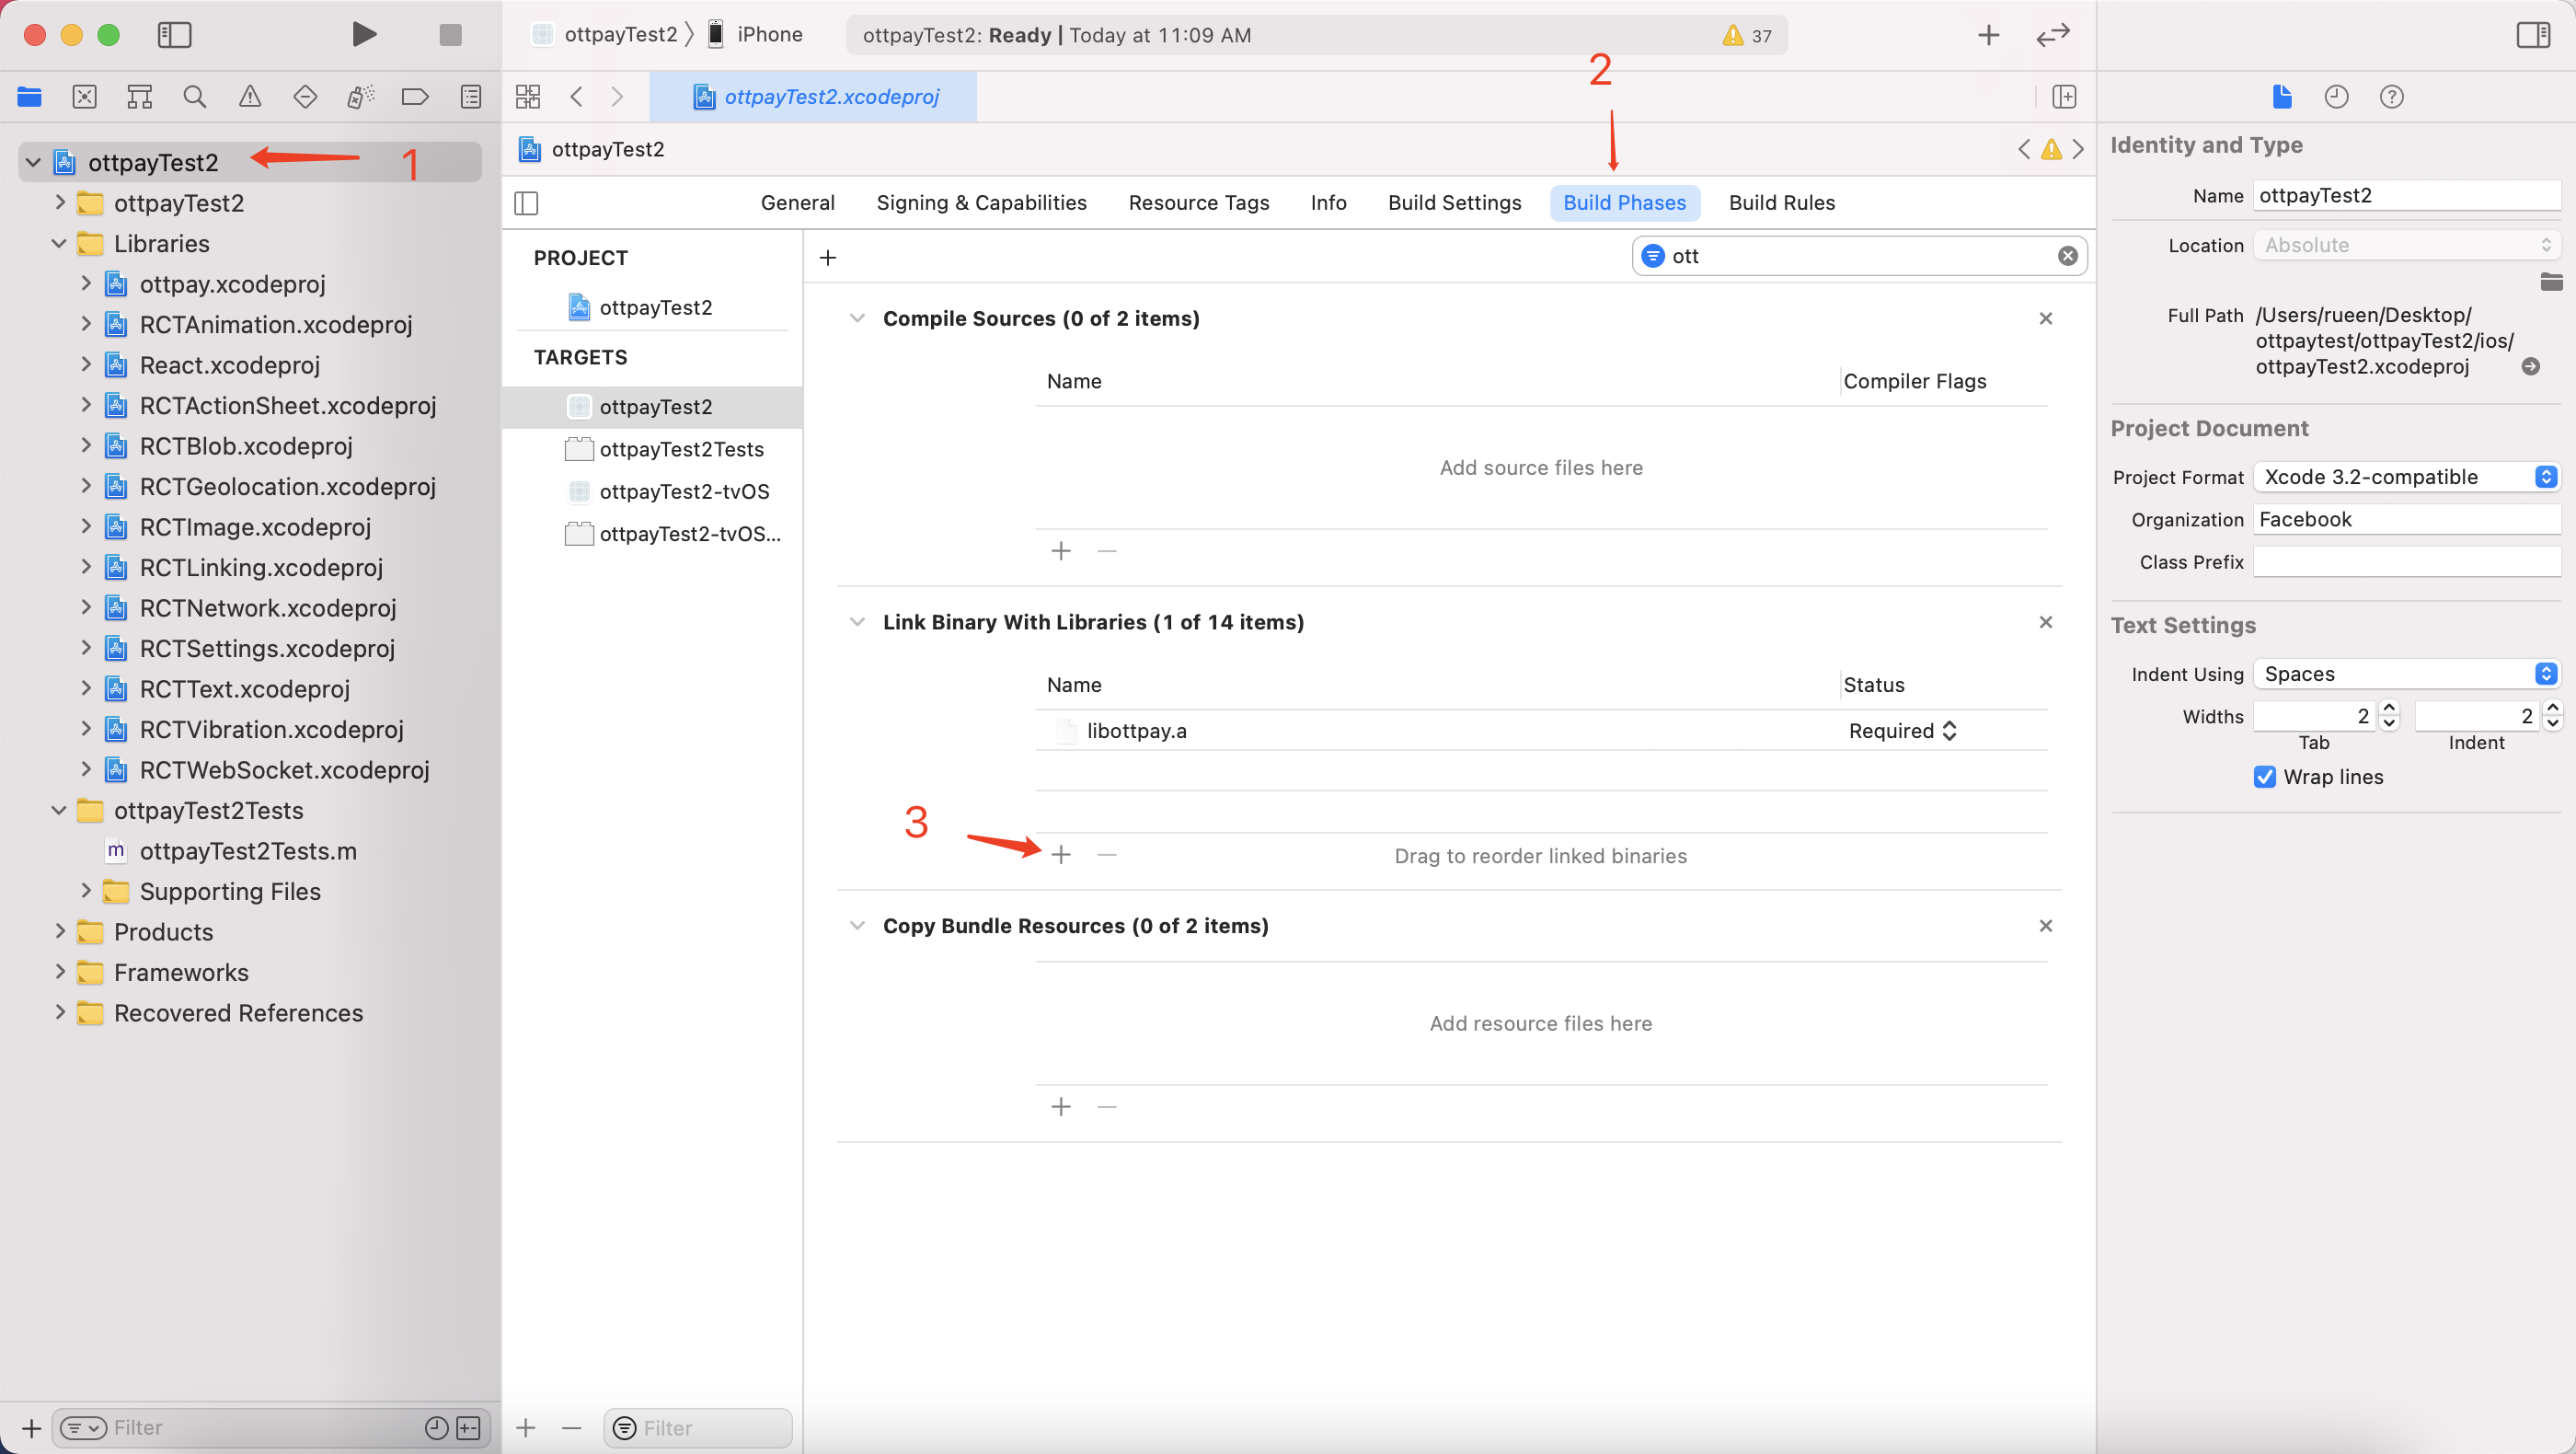 ottpayTest2 iPhone
ottpayTest2: Ready | Today at 11:09 AM
37
2
ottpayTest2.xcodeproj
ottpayTest2
1
ottpayTest2
Libraries
ottpay.xcodeproj
RCTAnimation.xcodeproj
React.xcodeproj
RCTActionSheet.xcodeproj
RCTBlob.xcodeproj
RCTGeolocation.xcodeproj
RCTImage.xcodeproj
RCTLinking.xcodeproj
RCTNetwork.xcodeproj
RCTSettings.xcodeproj
RCTText.xcodeproj
RCTVibration.xcodeproj
RCTWebSocket.xcodeproj
ottpayTest2Tests
m ottpayTest2Tests.m
Supporting Files
Products
Frameworks
Recovered References
Filter
ottpayTest2
General Signing & Capabilities Resource Tags Info Build Settings Build Phases Build Rules
PROJECT
ottpayTest2
TARGETS
ottpayTest2
ottpayTest2Tests
ottpayTest2-tvOS
ottpayTest2-tvOS...
Filter
ott
Compile Sources (0 of 2 items)
Name Compiler Flags
Add source files here
Link Binary With Libraries (1 of 14 items)
Name Status
libottpay.a Required
3
Drag to reorder linked binaries
Copy Bundle Resources (0 of 2 items)
Add resource files here
Identity and Type
Name ottpayTest2
Location Absolute
Full Path /Users/rueen/Desktop/
ottpaytest/ottpayTest2/ios/
ottpayTest2.xcodeproj
Project Document
Project Format Xcode 3.2-compatible
Organization Facebook
Class Prefix
Text Settings
Indent Using Spaces
Widths 2 2
Tab Indent
Wrap lines